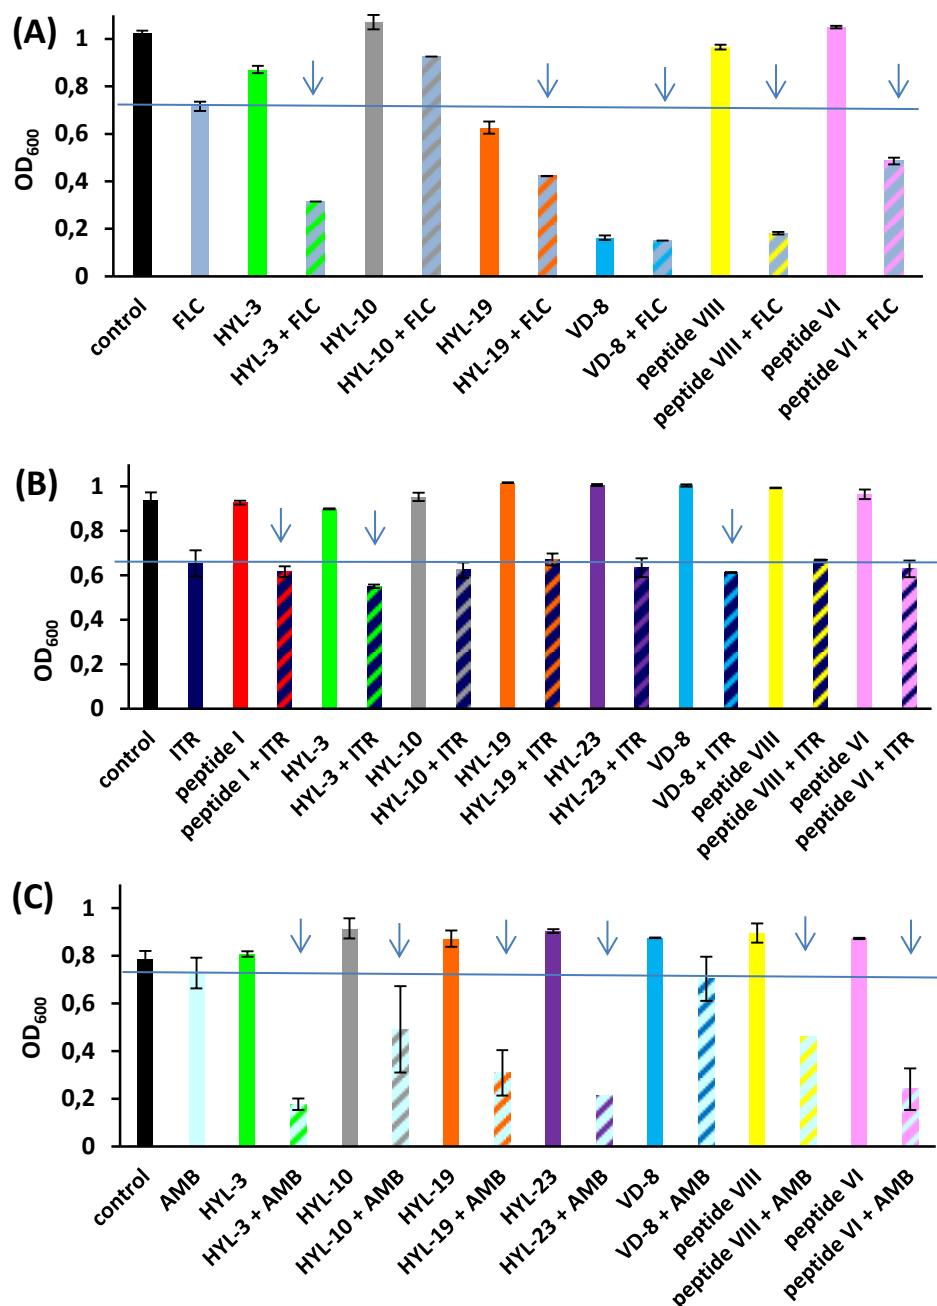 (A)
OD600
1
0,8
0,6
0,4
0,2
0
control
FLC
HYL-3
HYL-3 + FLC
HYL-10
HYL-10 + FLC
HYL-19
HYL-19 + FLC
VD-8
VD-8 + FLC
peptide VIII
peptide VIII + FLC
peptide VI
peptide VI + FLC
(B)
OD600
1
0,8
0,6
0,4
0,2
0
control
ITR
peptide I
peptide I + ITR
HYL-3
HYL-3 + ITR
HYL-10
HYL-10 + ITR
HYL-19
HYL-19 + ITR
HYL-23
HYL-23 + ITR
VD-8
VD-8 + ITR
peptide VIII
peptide VIII + ITR
peptide VI
peptide VI + ITR
(C)
OD600
1
0,8
0,6
0,4
0,2
0
control
AMB
HYL-3
HYL-3 + AMB
HYL-10
HYL-10 + AMB
HYL-19
HYL-19 + AMB
HYL-23
HYL-23 + AMB
VD-8
VD-8 + AMB
peptide VIII
peptide VIII + AMB
peptide VI
peptide VI + AMB